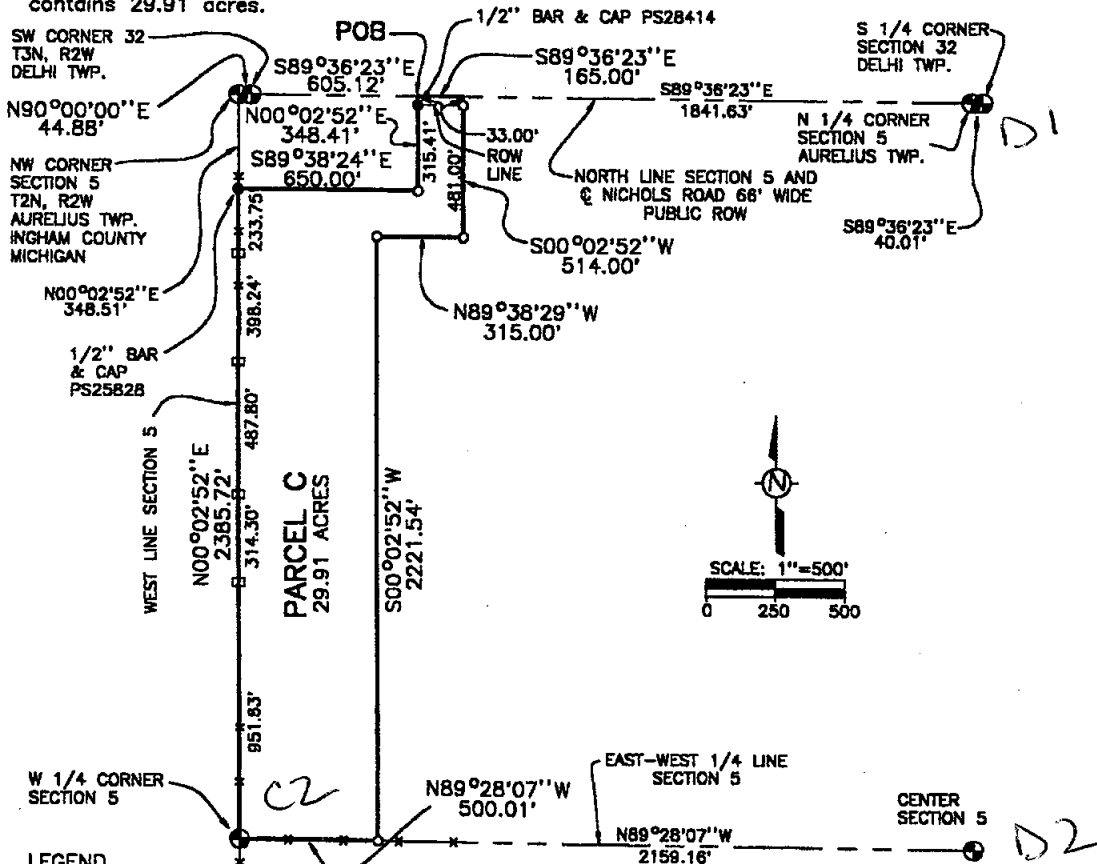 contains 29.91 acres.
SW CORNER 32
T3N, R2W
DELHI TWP.
POB
1/2'' BAR & CAP PS28414
S89°36'23''E
605.12'
S89°36'23''E
165.00'
S 1/4 CORNER
SECTION 32
DELHI TWP.
N90°00'00''E
44.88'
S89°36'23''E
1841.63'
D1
N00°02'52''E
348.41'
33.00'
ROW
LINE
N 1/4 CORNER
SECTION 5
AURELIUS TWP.
NW CORNER
SECTION 5
T2N, R2W
AURELIUS TWP.
INGHAM COUNTY
MICHIGAN
S89°38'24''E
650.00'
315.41'
481.00'
NORTH LINE SECTION 5 AND
℄ NICHOLS ROAD 66' WIDE
PUBLIC ROW
S89°36'23''E
40.01'
233.75'
S00°02'52''W
514.00'
N00°02'52''E
348.51'
398.24'
N89°38'29''W
315.00'
1/2'' BAR
& CAP
PS25828
WEST LINE SECTION 5
487.80'
N00°02'52''E
2385.72'
314.30'
PARCEL C
29.91 ACRES
S00°02'52''W
2221.54'
N
SCALE: 1''=500'
0 250 500
951.83'
W 1/4 CORNER
SECTION 5
C2
N89°28'07''W
500.01'
EAST-WEST 1/4 LINE
SECTION 5
CENTER
SECTION 5
N89°28'07''W
2159.16'
D2
LEGEND